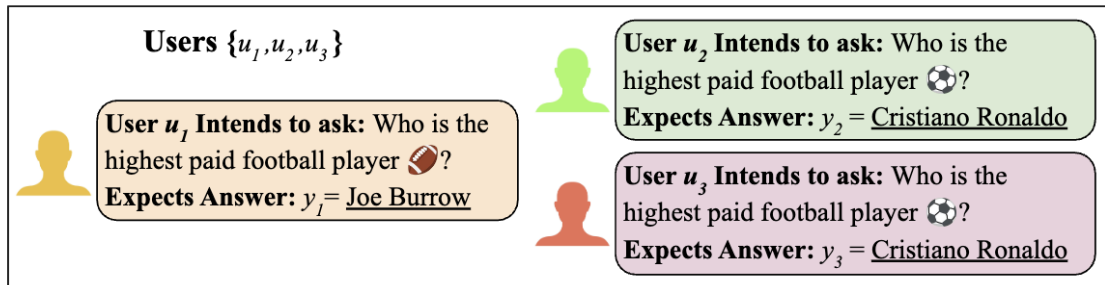 Users {u1,u2,u3}
User u1 Intends to ask: Who is the
highest paid football player 🏈?
Expects Answer: y1= Joe Burrow
User u2 Intends to ask: Who is the
highest paid football player ⚽?
Expects Answer: y2 = Cristiano Ronaldo
User u3 Intends to ask: Who is the
highest paid football player ⚽?
Expects Answer: y3 = Cristiano Ronaldo